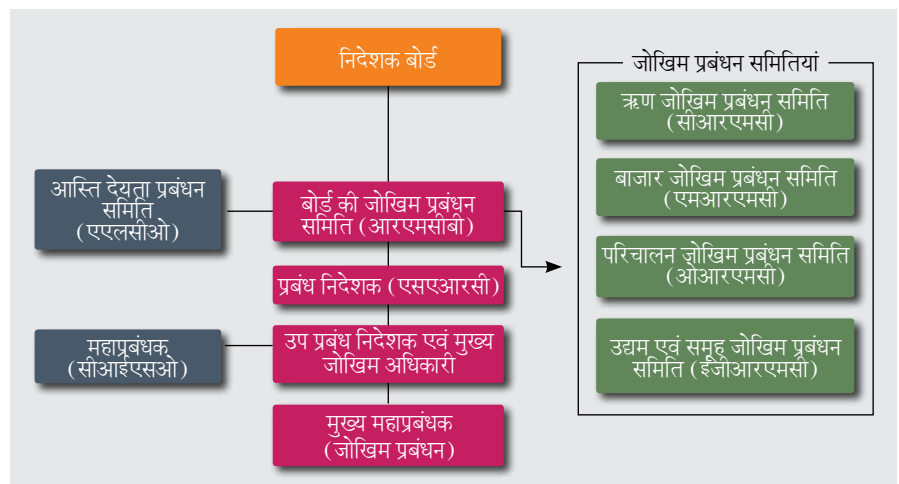 निदेशक बोर्ड
आस्ति देयता प्रबंधन
समिति
(एएलसीओ)
बोर्ड की जोखिम प्रबंधन
समिति (आरएमसीबी)
प्रबंध निदेशक (एसएआरसी)
महाप्रबंधक
(सीआईएसओ)
उप प्रबंध निदेशक एवं मुख्य
जोखिम अधिकारी
मुख्य महाप्रबंधक
(जोखिम प्रबंधन)
जोखिम प्रबंधन समितियां
ऋण जोखिम प्रबंधन समिति
(सीआरएमसी)
बाजार जोखिम प्रबंधन समिति
(एमआरएमसी)
परिचालन जोखिम प्रबंधन समिति
(ओआरएमसी)
उद्यम एवं समूह जोखिम प्रबंधन
समिति (ईजीआरएमसी)